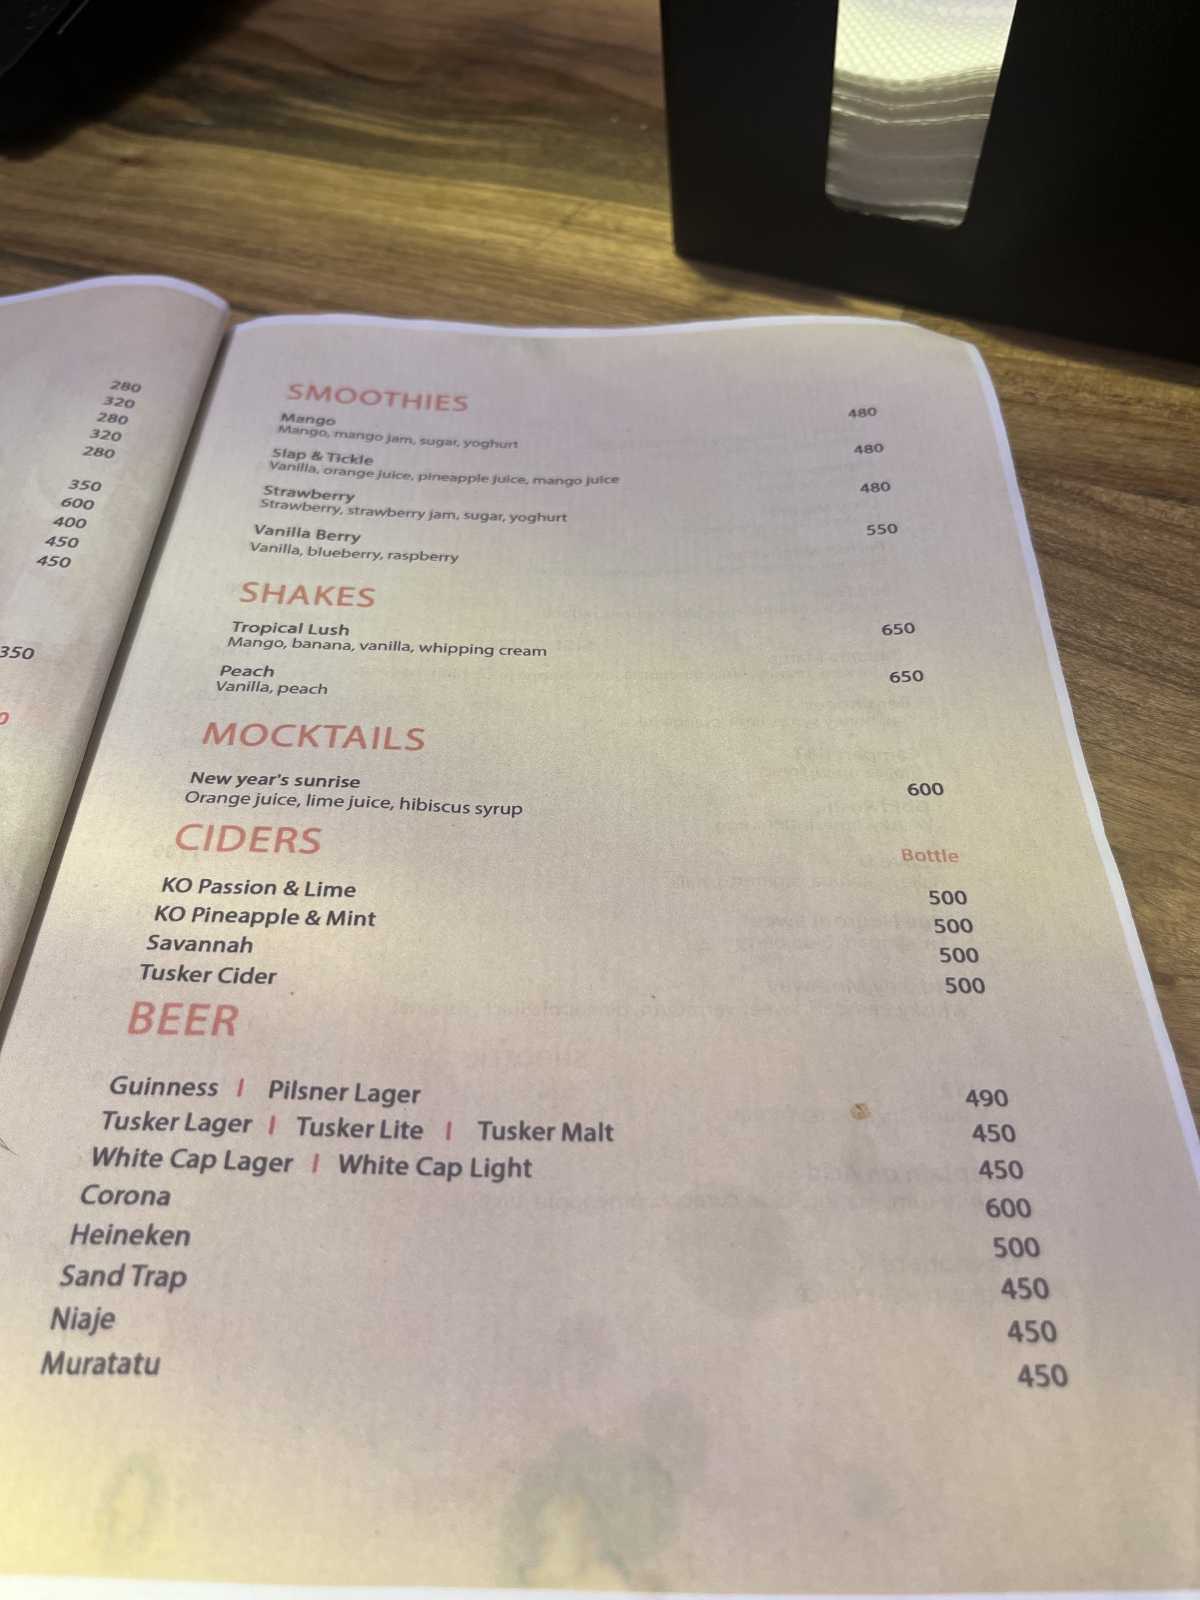 280
320
280
320
280
350
600
400
450
450
350
0
SMOOTHIES
Mango 480
Mango, mango jam, sugar, yoghurt
Slap & Tickle 480
Vanilla, orange juice, pineapple juice, mango juice
Strawberry 480
Strawberry, strawberry jam, sugar, yoghurt
Vanilla Berry 550
Vanilla, blueberry, raspberry
SHAKES
Tropical Lush 650
Mango, banana, vanilla, whipping cream
Peach 650
Vanilla, peach
MOCKTAILS
New year's sunrise 600
Orange juice, lime juice, hibiscus syrup
CIDERS Bottle
KO Passion & Lime 500
KO Pineapple & Mint 500
Savannah 500
Tusker Cider 500
BEER
Guinness I Pilsner Lager 490
Tusker Lager I Tusker Lite I Tusker Malt 450
White Cap Lager I White Cap Light 450
Corona 600
Heineken 500
Sand Trap 450
Niaje 450
Muratatu 450